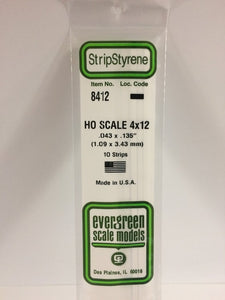 StripStyrene
Item No. Loc. Code
8412
HO SCALE 4x12
.043 x .135"
(1.09 x 3.43 mm)
10 Strips
Made in U.S.A.
evergreen
scale models
Des Plaines, IL 60018